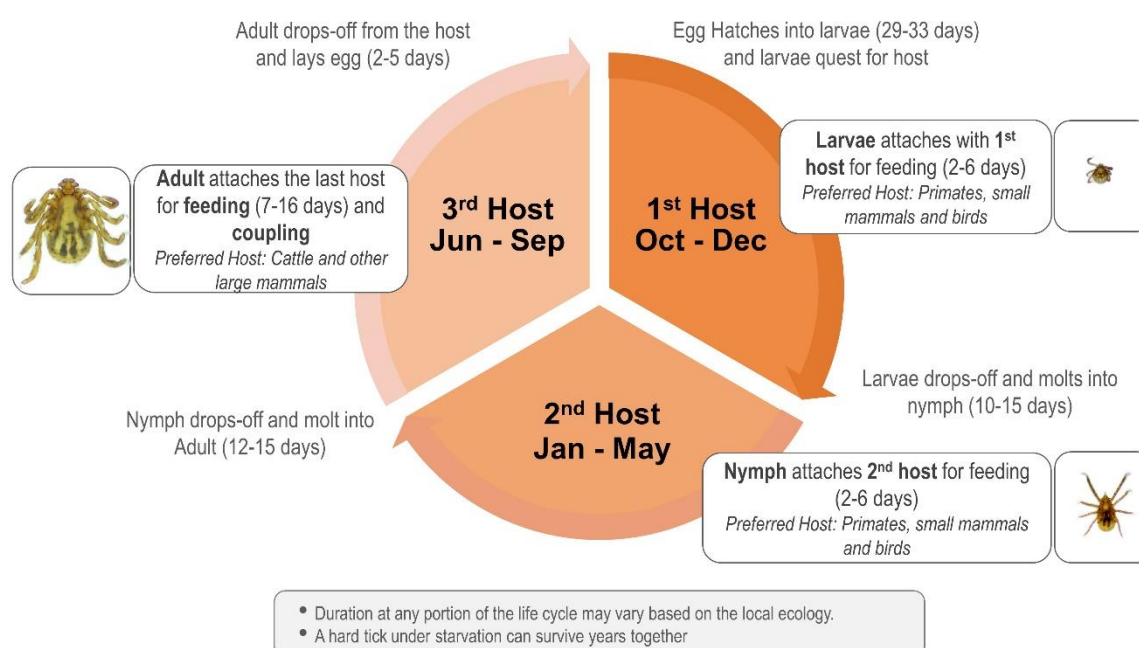 Adult drops-off from the host
and lays egg (2-5 days)
Egg Hatches into larvae (29-33 days)
and larvae quest for host
Larvae attaches with 1st
host for feeding (2-6 days)
Preferred Host: Primates, small
mammals and birds
Adult attaches the last host
for feeding (7-16 days) and
coupling
Preferred Host: Cattle and other
large mammals
3rd Host
Jun - Sep
1st Host
Oct - Dec
Larvae drops-off and molts into
nymph (10-15 days)
Nymph drops-off and molt into
Adult (12-15 days)
2nd Host
Jan - May
Nymph attaches 2nd host for feeding
(2-6 days)
Preferred Host: Primates, small mammals
and birds
• Duration at any portion of the life cycle may vary based on the local ecology.
• A hard tick under starvation can survive years together